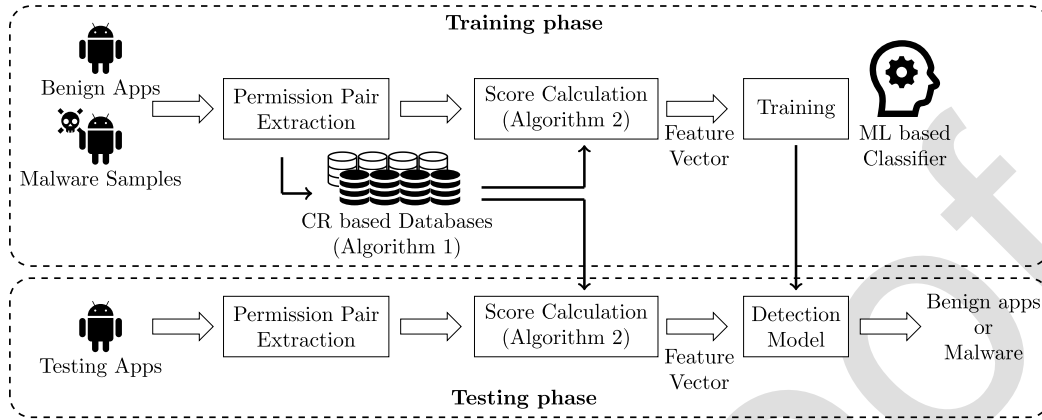 Training phase
Benign Apps
Malware Samples
Permission Pair
Extraction
Score Calculation
(Algorithm 2)
Feature
Vector
Training
ML based
Classifier
CR based Databases
(Algorithm 1)
Testing Apps
Permission Pair
Extraction
Score Calculation
(Algorithm 2)
Feature
Vector
Detection
Model
Benign apps
or
Malware
Testing phase